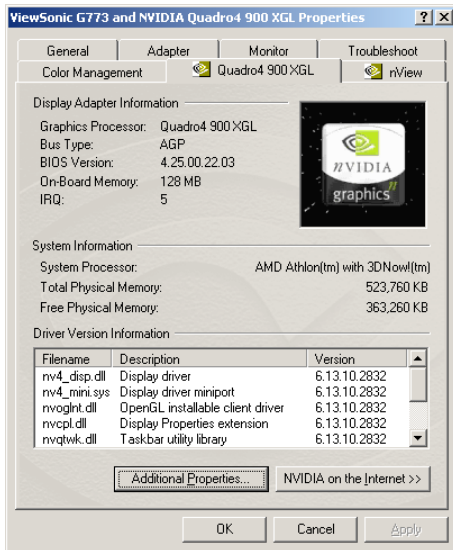 ViewSonic G773 and NVIDIA Quadro4 900 XGL Properties
General Adapter Monitor Troubleshoot
Color Management Quadro4 900 XGL nView
Display Adapter Information
Graphics Processor: Quadro4 900 XGL
Bus Type: AGP
BIOS Version: 4.25.00.22.03
On-Board Memory: 128 MB
IRQ: 5
nVIDIA
graphics n
System Information
System Processor: AMD Athlon(tm) with 3DNow!(tm)
Total Physical Memory: 523,760 KB
Free Physical Memory: 363,260 KB
Driver Version Information
Filename Description Version
nv4_disp.dll Display driver 6.13.10.2832
nv4_mini.sys Display driver miniport 6.13.10.2832
nvoglnt.dll OpenGL installable client driver 6.13.10.2832
nvcpl.dll Display Properties extension 6.13.10.2832
nvqtwk.dll Taskbar utility library 6.13.10.2832
Additional Properties... NVIDIA on the Internet >>
OK Cancel Apply